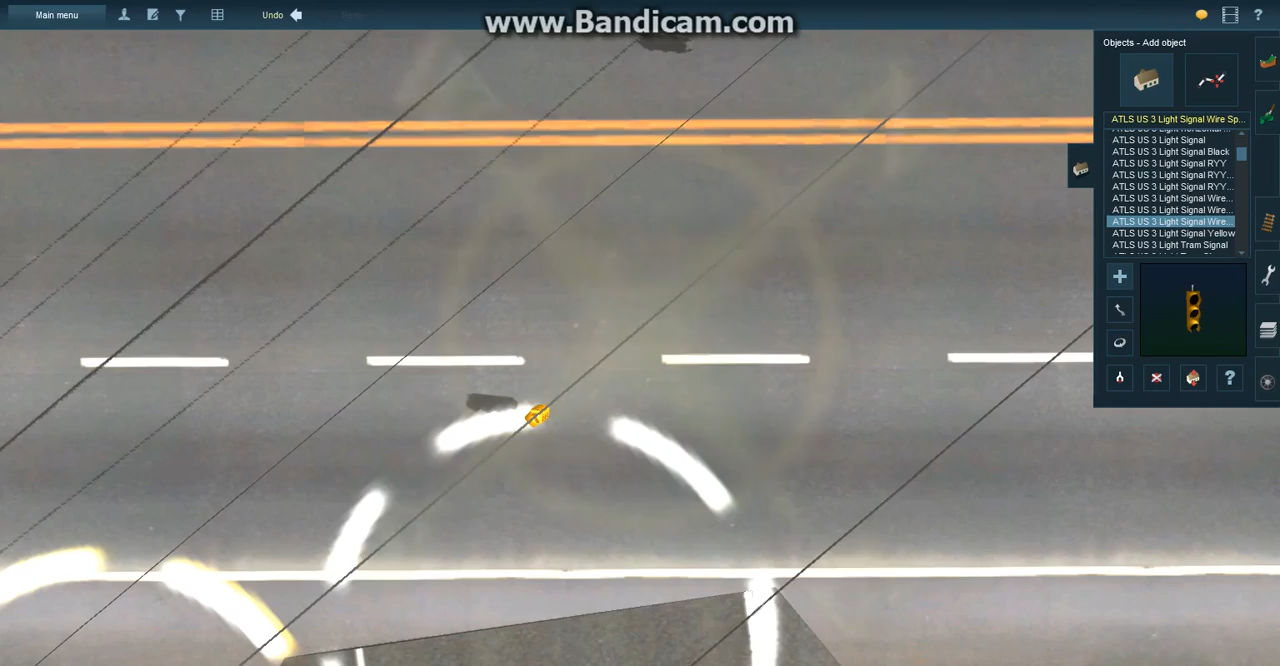 Main menu
Undo
www.Bandicam.com
?
Objects - Add object
ATLS US 3 Light Signal Wire Sp...
ATLS US 3 Light Signal
ATLS US 3 Light Signal Black
ATLS US 3 Light Signal RYY
ATLS US 3 Light Signal RYY...
ATLS US 3 Light Signal RYY...
ATLS US 3 Light Signal Wire...
ATLS US 3 Light Signal Wire...
ATLS US 3 Light Signal Wire...
ATLS US 3 Light Signal Yellow
ATLS US 3 Light Tram Signal
?